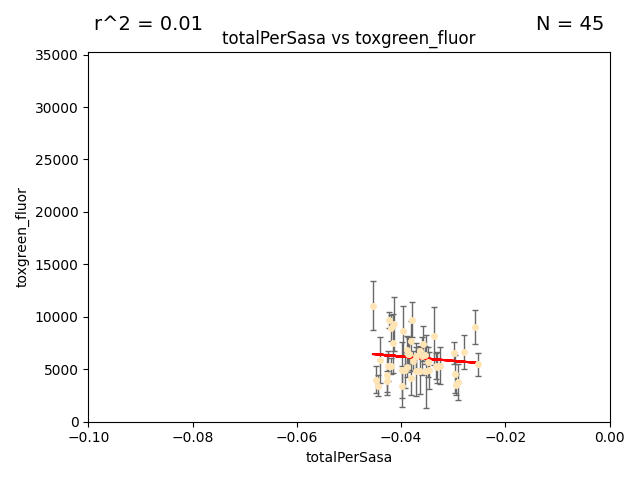 r^2 = 0.01
N = 45
totalPerSasa vs toxgreen_fluor
35000
30000
25000
20000
15000
10000
5000
0
toxgreen_fluor
−0.10
−0.08
−0.06
−0.04
−0.02
0.00
totalPerSasa